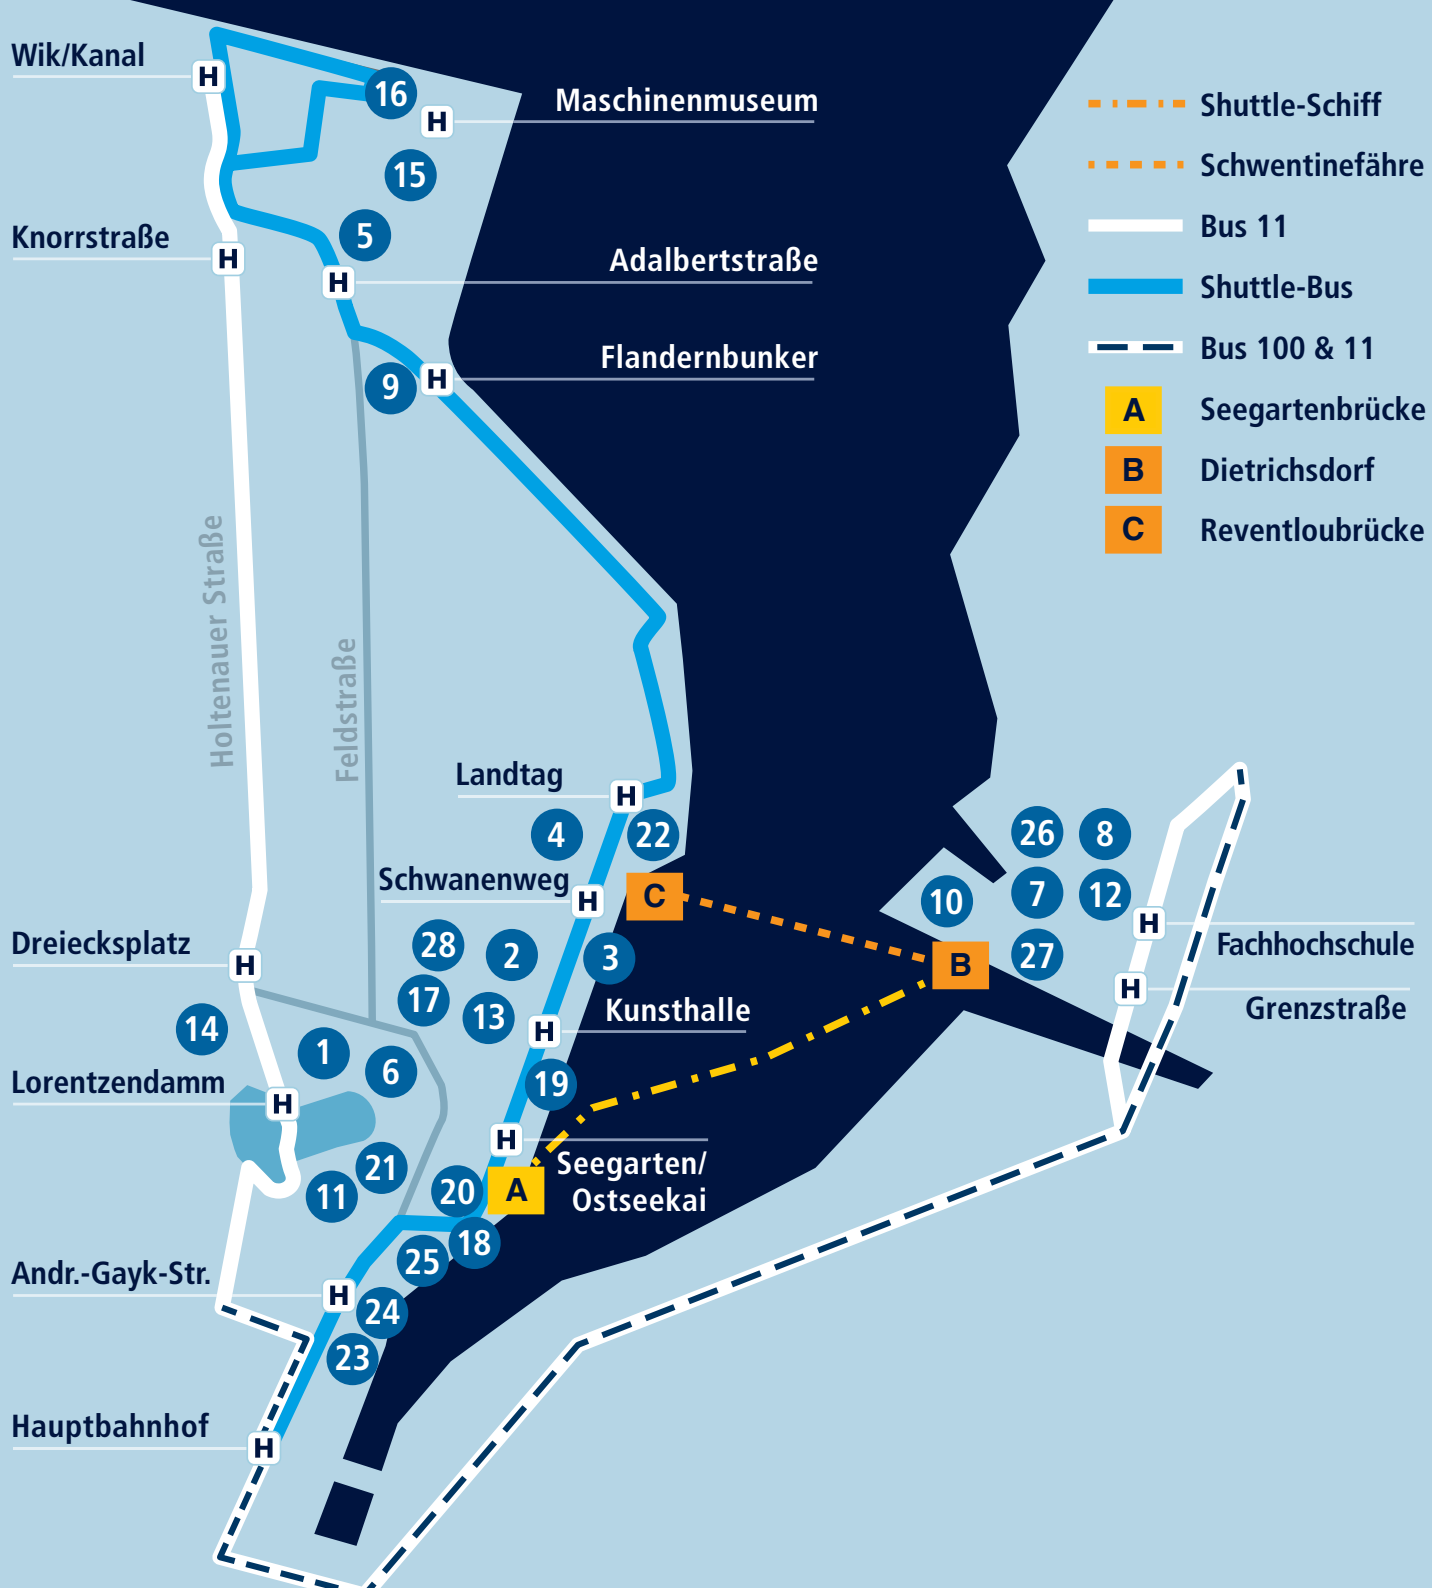 Wik/Kanal
H
16
Maschinenmuseum
H
15
Knorrstraße
H
5
Adalbertstraße
H
Flandernbunker
H
9
Shuttle-Schiff
Schwentinefähre
Bus 11
Shuttle-Bus
Bus 100 & 11
A Seegartenbrücke
B Dietrichsdorf
C Reventloubrücke
Holtenauer Straße
Feldstraße
Landtag
H
4
22
Schwanenweg
H
C
28
2
3
17
13
Kunsthalle
H
19
26
8
7
12
10
27
B
H
Fachhochschule
H
Grenzstraße
Dreiecksplatz
H
14
1
6
Lorentzendamm
H
21
11
H
Seegarten/
Ostseekai
20
A
18
25
Andr.-Gayk-Str.
H
24
23
Hauptbahnhof
H